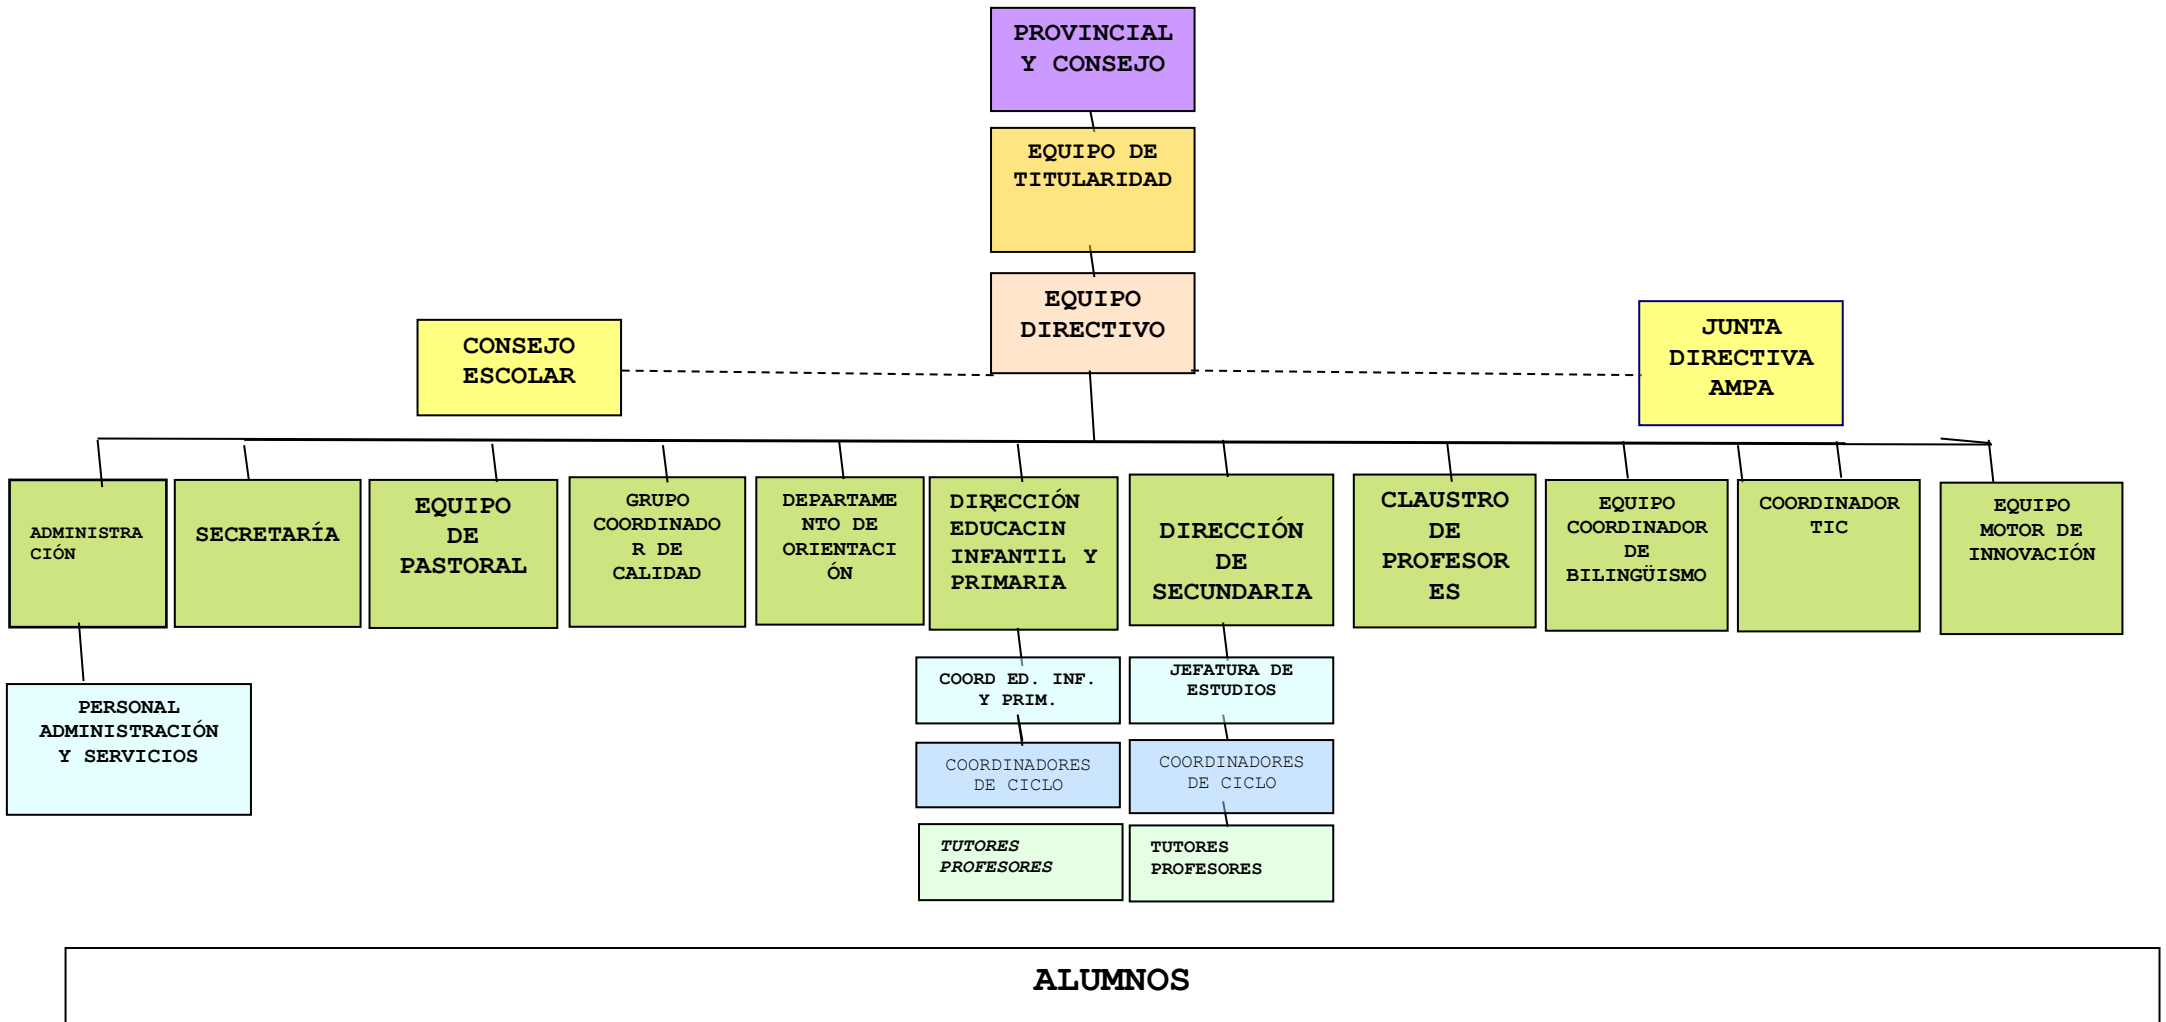 PROVINCIAL
Y CONSEJO
EQUIPO DE
TITULARIDAD
EQUIPO
DIRECTIVO
CONSEJO
ESCOLAR
JUNTA
DIRECTIVA
AMPA
ADMINISTRA
CIÓN
SECRETARÍA
EQUIPO
DE
PASTORAL
GRUPO
COORDINADO
R DE
CALIDAD
DEPARTAME
NTO DE
ORIENTACI
ÓN
DIRECCIÓN
EDUCACIN
INFANTIL Y
PRIMARIA
DIRECCIÓN
DE
SECUNDARIA
CLAUSTRO
DE
PROFESOR
ES
EQUIPO
COORDINADOR
DE
BILINGÜISMO
COORDINADOR
TIC
EQUIPO
MOTOR DE
INNOVACIÓN
PERSONAL
ADMINISTRACIÓN
Y SERVICIOS
COORD ED. INF.
Y PRIM.
JEFATURA DE
ESTUDIOS
COORDINADORES
DE CICLO
COORDINADORES
DE CICLO
TUTORES
PROFESORES
TUTORES
PROFESORES
ALUMNOS